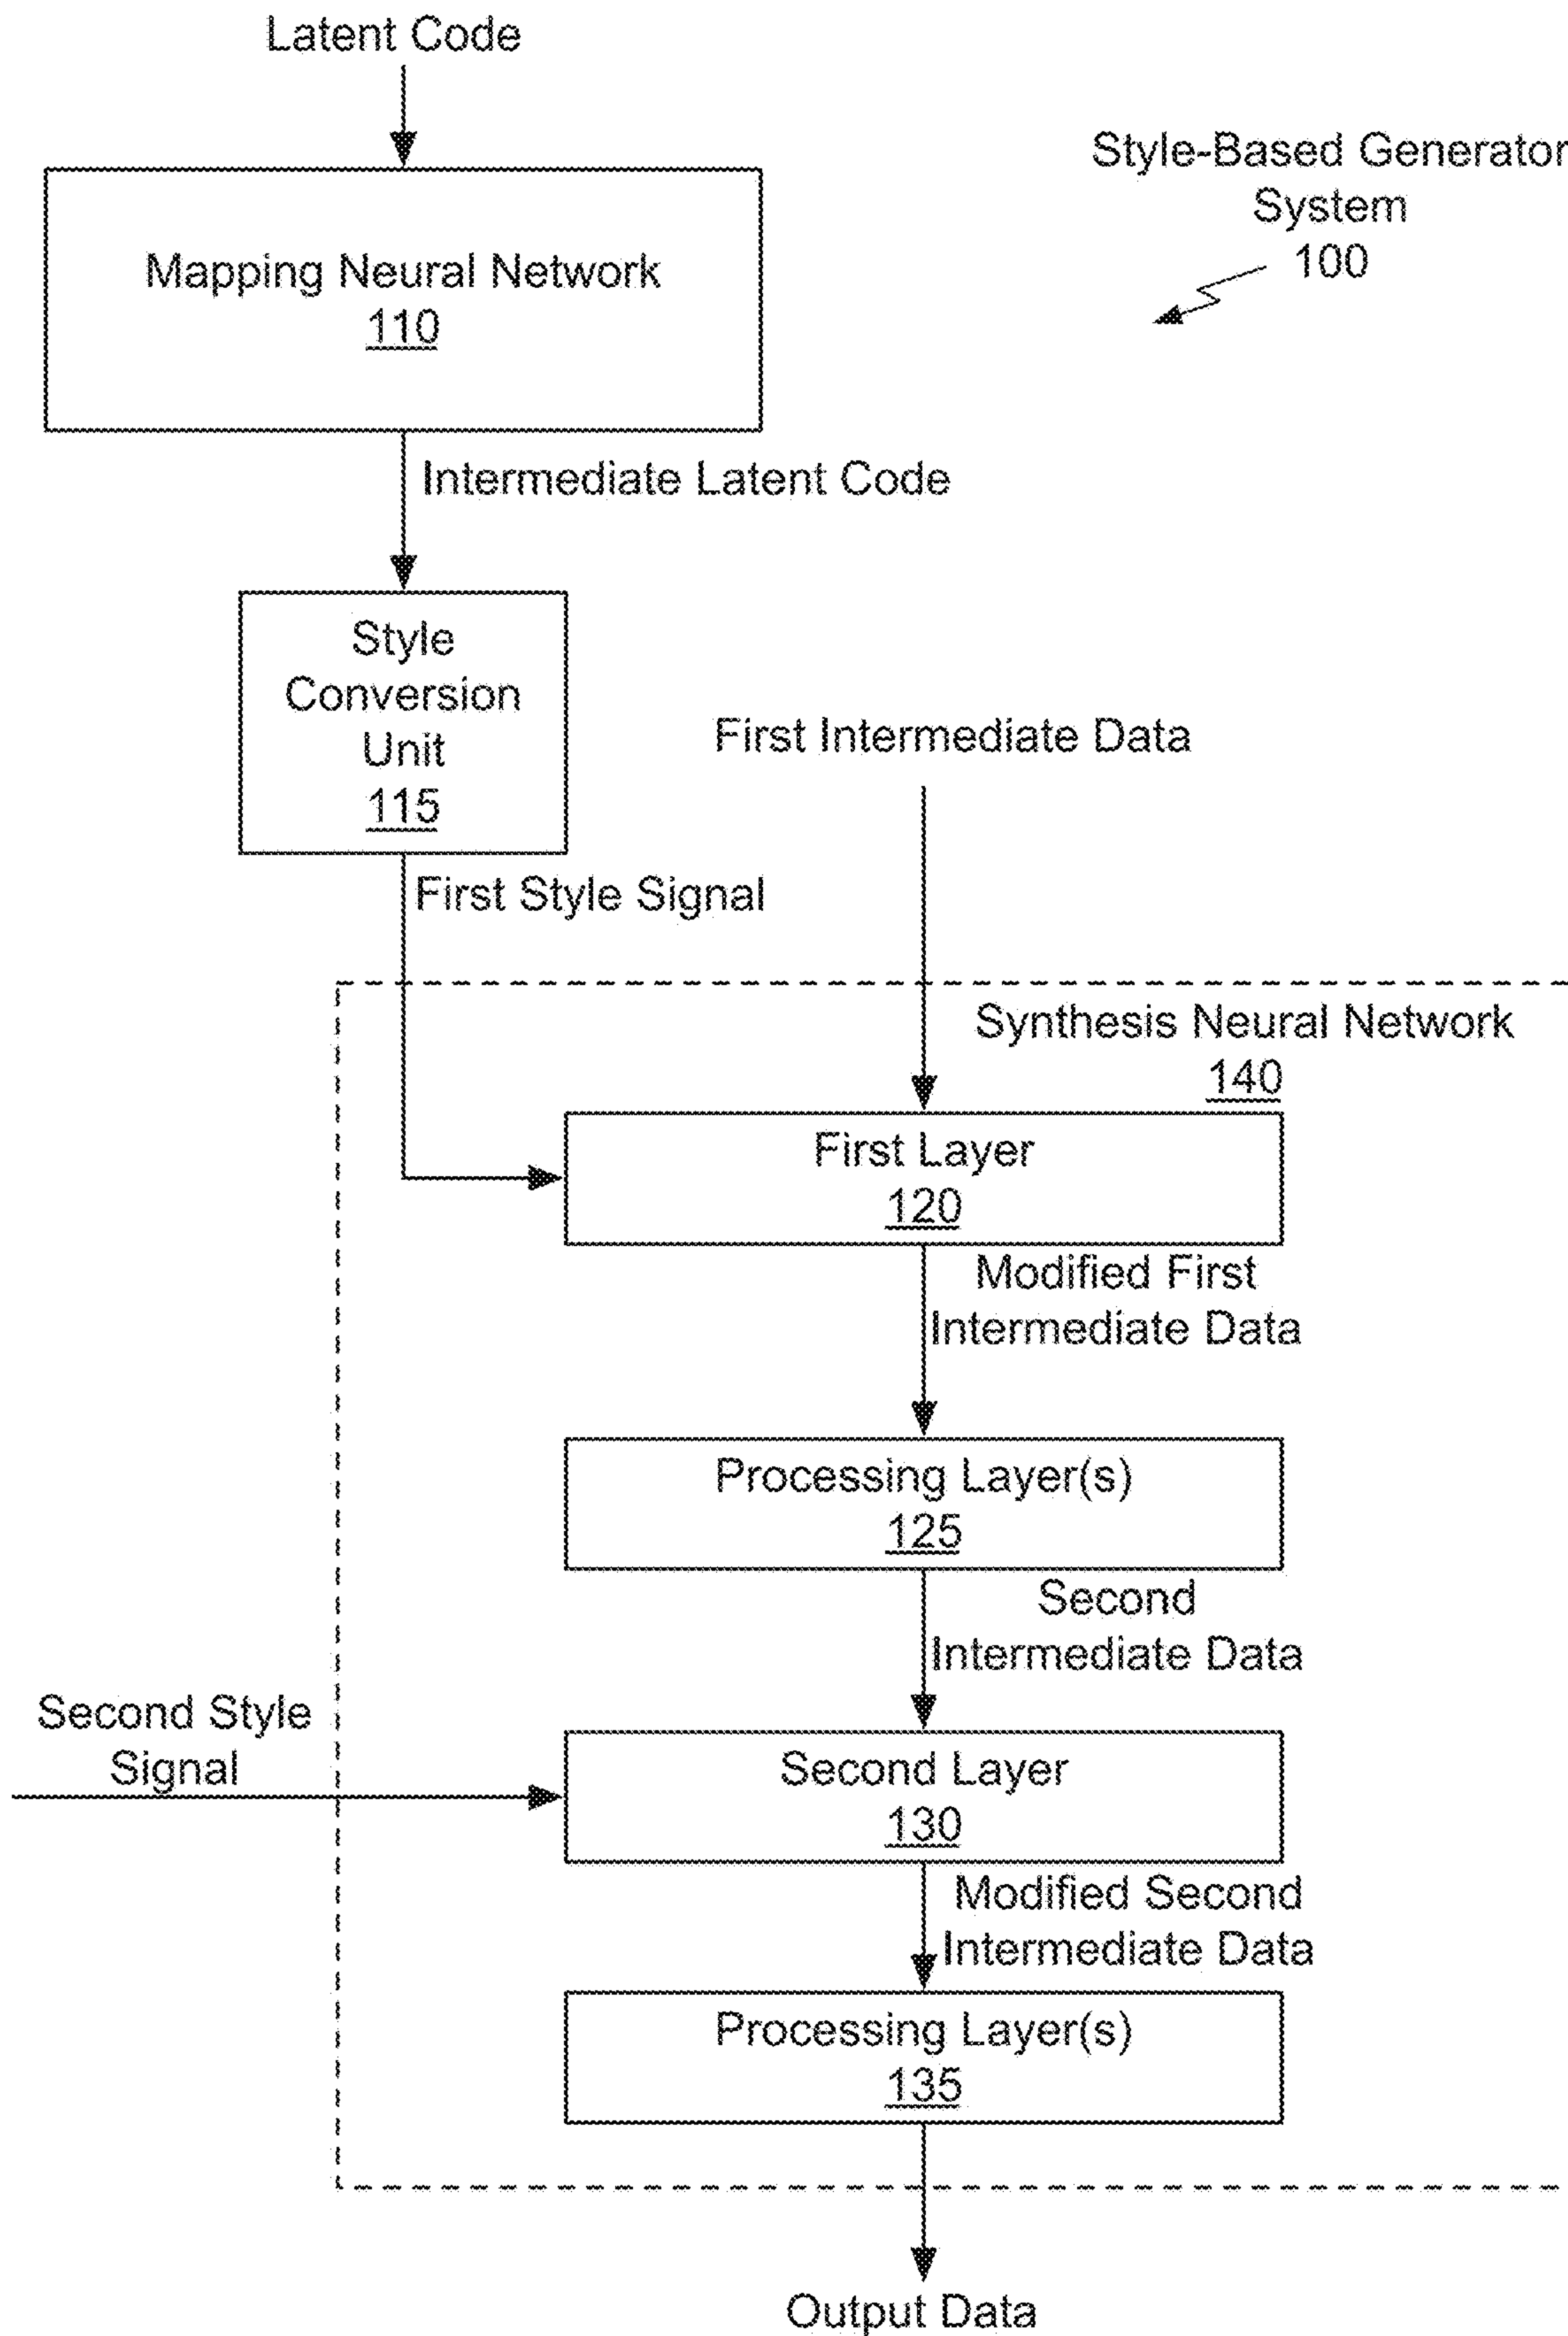 Latent Code
Style-Based Generator
System
100
Mapping Neural Network
110
Intermediate Latent Code
Style
Conversion
Unit
115
First Intermediate Data
First Style Signal
Synthesis Neural Network
140
First Layer
120
Modified First
Intermediate Data
Processing Layer(s)
125
Second
Intermediate Data
Second Style
Signal
Second Layer
130
Modified Second
Intermediate Data
Processing Layer(s)
135
Output Data